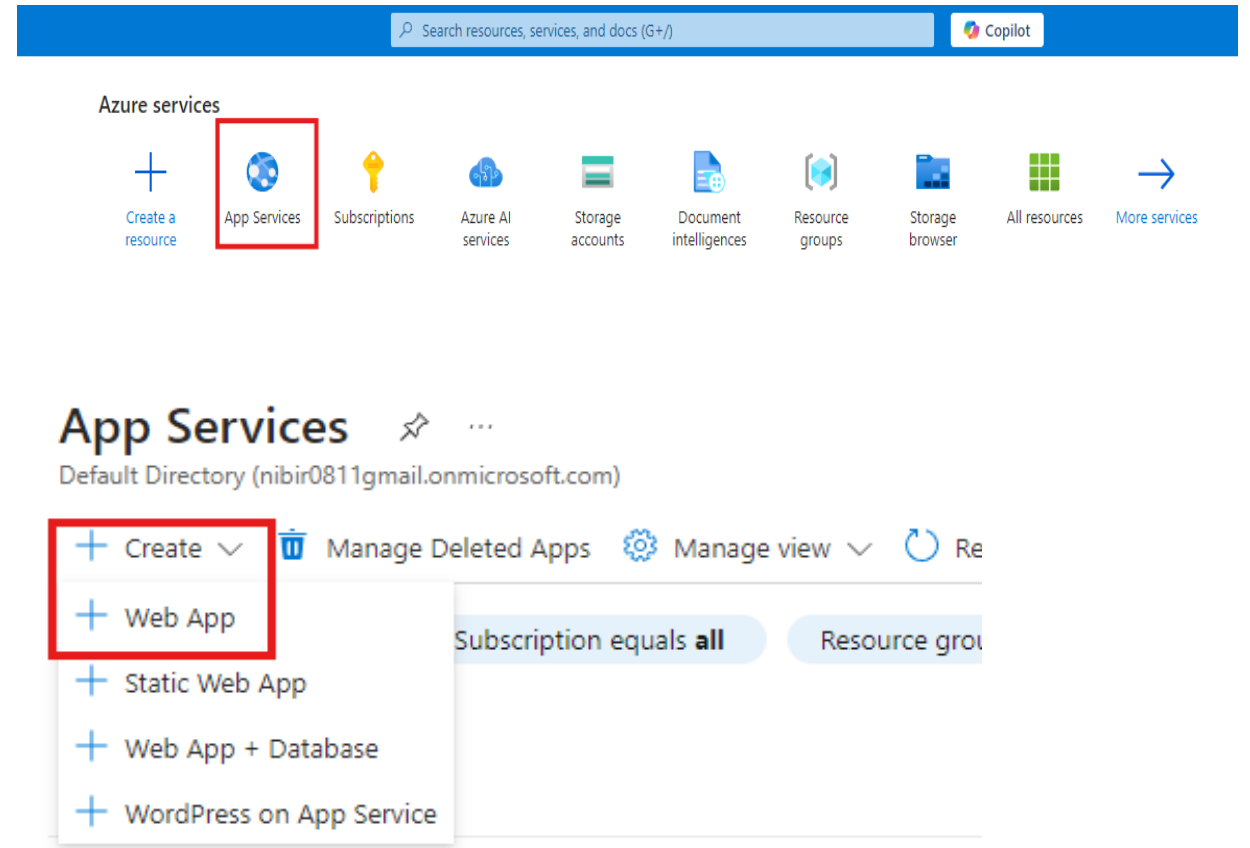 Search resources, services, and docs (G+/)
Copilot
Azure services
Create a resource
App Services
Subscriptions
Azure AI services
Storage accounts
Document intelligences
Resource groups
Storage browser
All resources
More services
App Services
Default Directory (nibir0811gmail.onmicrosoft.com)
Create
Manage Deleted Apps
Manage view
Re
Web App
Subscription equals all
Resource grou
Static Web App
Web App + Database
WordPress on App Service